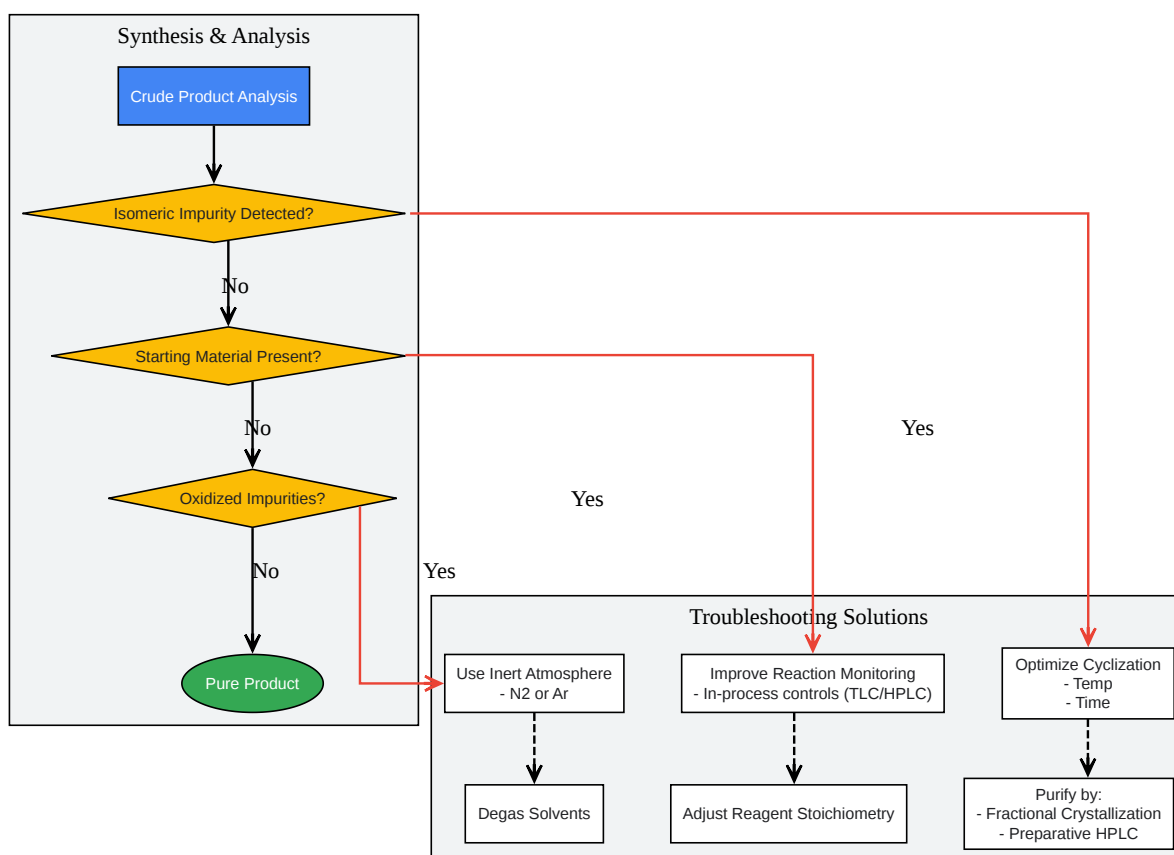 Synthesis & Analysis
Crude Product Analysis
Isomeric Impurity Detected?
No
Starting Material Present?
No
Yes
Oxidized Impurities?
Yes
No
Yes
Pure Product
Troubleshooting Solutions
Use Inert Atmosphere
- N2 or Ar
Improve Reaction Monitoring
- In-process controls (TLC/HPLC)
Optimize Cyclization
- Temp
- Time
Degas Solvents
Adjust Reagent Stoichiometry
Purify by:
- Fractional Crystallization
- Preparative HPLC